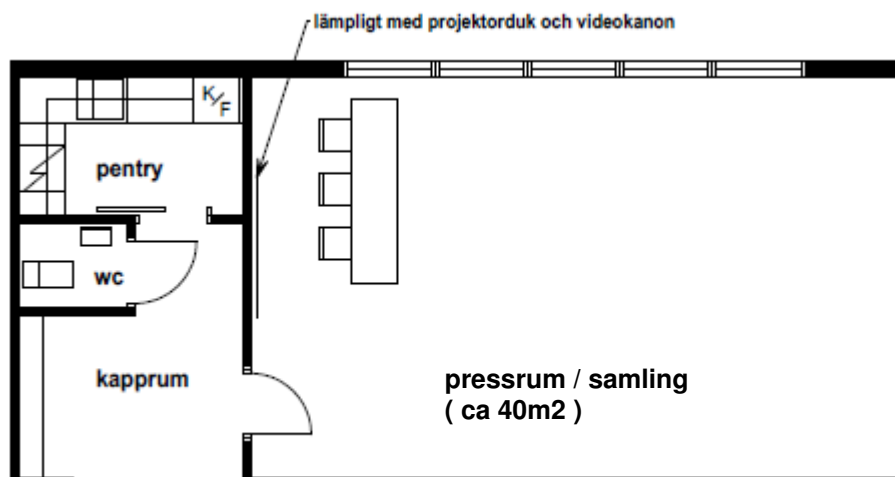 lämpligt med projektorduk och videokanon
K/F
pentry
wc
kapprum
pressrum / samling
( ca 40m2 )